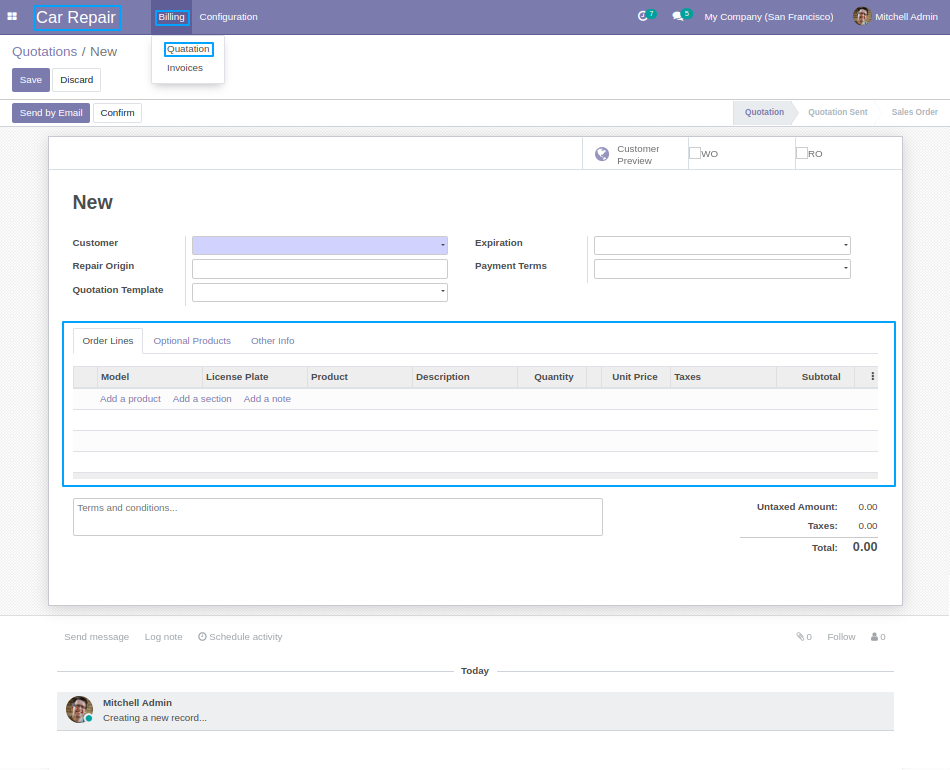 Car Repair Billing Configuration 7 5 My Company (San Francisco) Mitchell Admin
Quatation
Invoices
Quotations / New
Save Discard
Send by Email Confirm Quotation Quotation Sent Sales Order
Customer Preview WO RO
New
Customer Expiration
Repair Origin Payment Terms
Quotation Template
Order Lines Optional Products Other Info
Model License Plate Product Description Quantity Unit Price Taxes Subtotal
Add a product Add a section Add a note
Terms and conditions...
Untaxed Amount: 0.00
Taxes: 0.00
Total: 0.00
Send message Log note Schedule activity 0 Follow 0
Today
Mitchell Admin
Creating a new record...